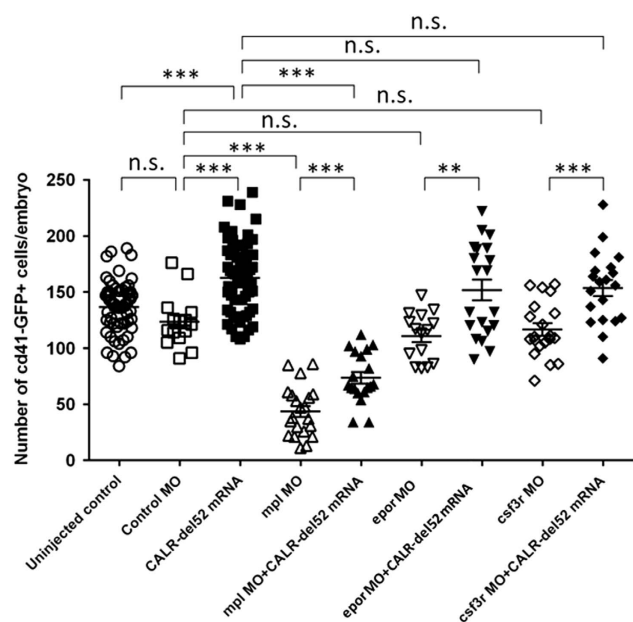 n.s.
n.s.
*** ***
n.s.
n.s.
***
n.s. *** *** ** ***
250
200
150
100
50
0
Number of cd41-GFP+ cells/embryo
Uninjected control
Control MO
CALR-del52 mRNA
mpl MO
mpl MO+CALR-del52 mRNA
epor MO
epor MO+CALR-del52 mRNA
csf3r MO
csf3r MO+CALR-del52 mRNA